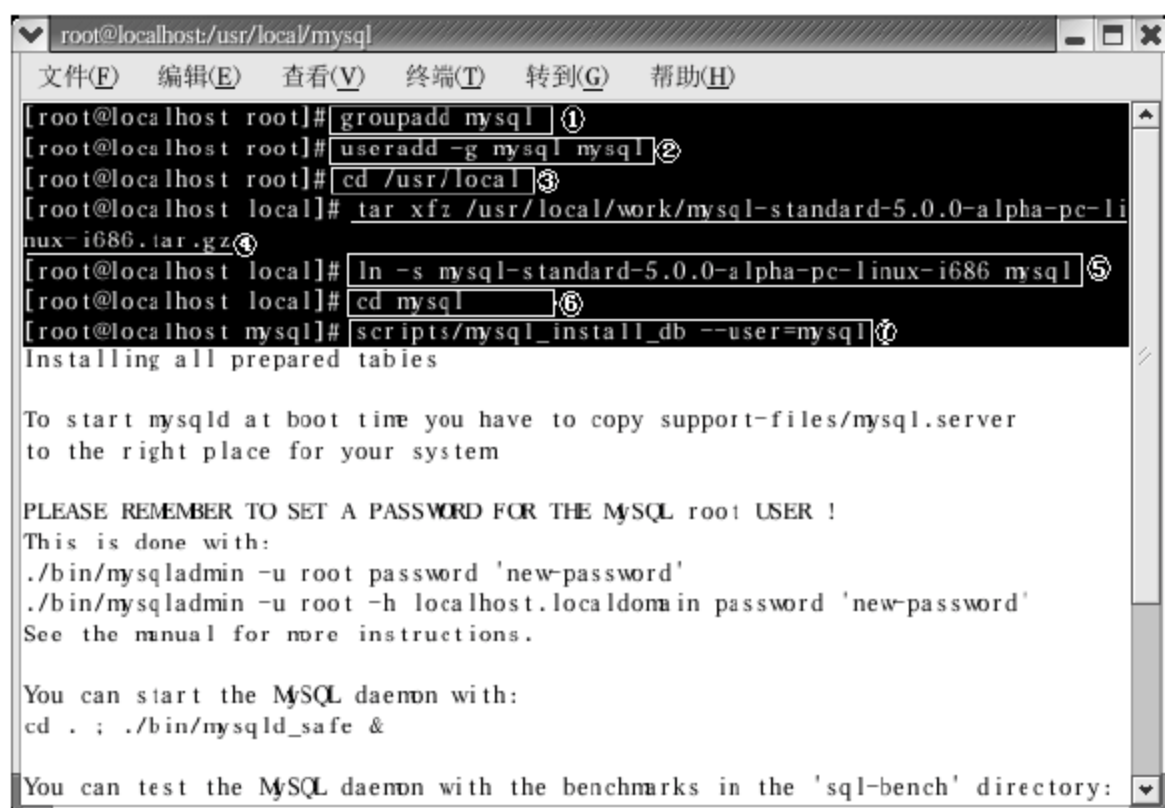 root@localhost:/usr/local/mysql
文件(F) 编辑(E) 查看(V) 终端(T) 转到(G) 帮助(H)
[root@localhost root]# groupadd mysql ①
[root@localhost root]# useradd -g mysql mysql ②
[root@localhost root]# cd /usr/local ③
[root@localhost local]# tar xfz /usr/local/work/mysql-standard-5.0.0-alpha-pc-li
nux-i686.tar.gz ④
[root@localhost local]# ln -s mysql-standard-5.0.0-alpha-pc-linux-i686 mysql ⑤
[root@localhost local]# cd mysql ⑥
[root@localhost mysql]# scripts/mysql_install_db --user=mysql ⑦
Installing all prepared tables
To start mysqld at boot time you have to copy support-files/mysql.server
to the right place for your system
PLEASE REMEMBER TO SET A PASSWORD FOR THE MySQL root USER !
This is done with:
./bin/mysqladmin -u root password 'new-password'
./bin/mysqladmin -u root -h localhost.localdomain password 'new-password'
See the manual for more instructions.
You can start the MySQL daemon with:
cd . ; ./bin/mysqld_safe &
You can test the MySQL daemon with the benchmarks in the 'sql-bench' directory: